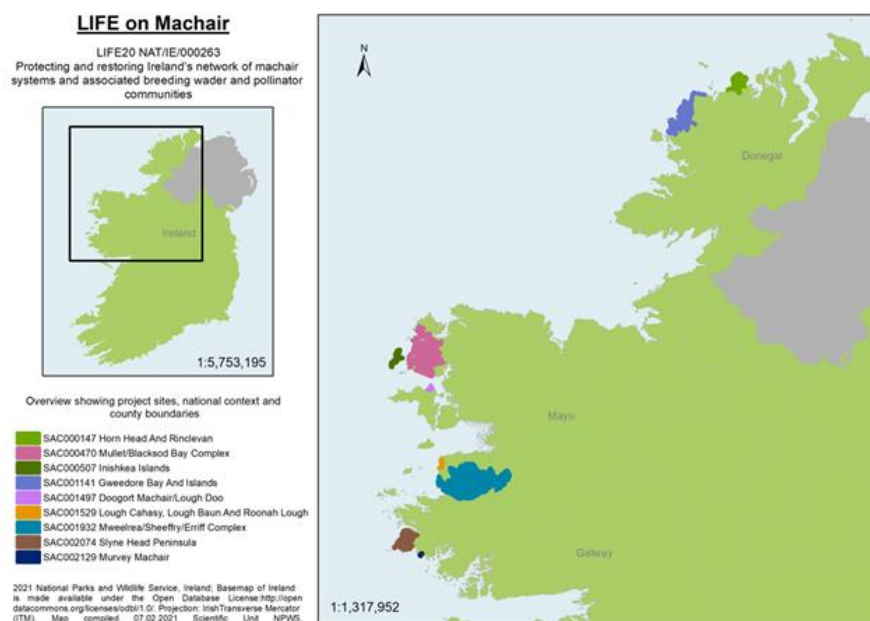 LIFE on Machair
LIFE20 NAT/IE/000263
Protecting and restoring Ireland's network of machair
systems and associated breeding wader and pollinator
communities
Ireland
1:5,753,195
Overview showing project sites, national context and
county boundaries
SAC000147 Horn Head And Rinclevan
SAC000470 Mullet/Blacksod Bay Complex
SAC000507 Inishkea Islands
SAC001141 Gweedore Bay And Islands
SAC001497 Doogort Machair/Lough Doo
SAC001529 Lough Cahasy, Lough Baun And Roonah Lough
SAC001932 Mweelrea/Sheeffry/Erriff Complex
SAC002074 Slyne Head Peninsula
SAC002129 Murvey Machair
2021 National Parks and Wildlife Service, Ireland; Basemap of Ireland
is made available under the Open Database License:http://open
datacommons.org/licenses/odbl/1.0/. Projection: IrishTransverse Mercator
(ITM). Map compiled 07.02.2021 Scientific Unit NPWS.
N
Donegal
Mayo
Galway
1:1,317,952